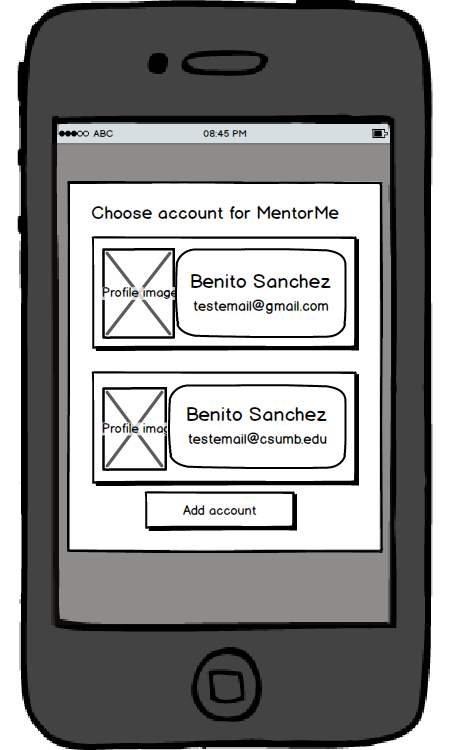 ABC 08:45 PM
Choose account for MentorMe
Profile image
Benito Sanchez
testemail@gmail.com
Profile imag
Benito Sanchez
testemail@csumb.edu
Add account